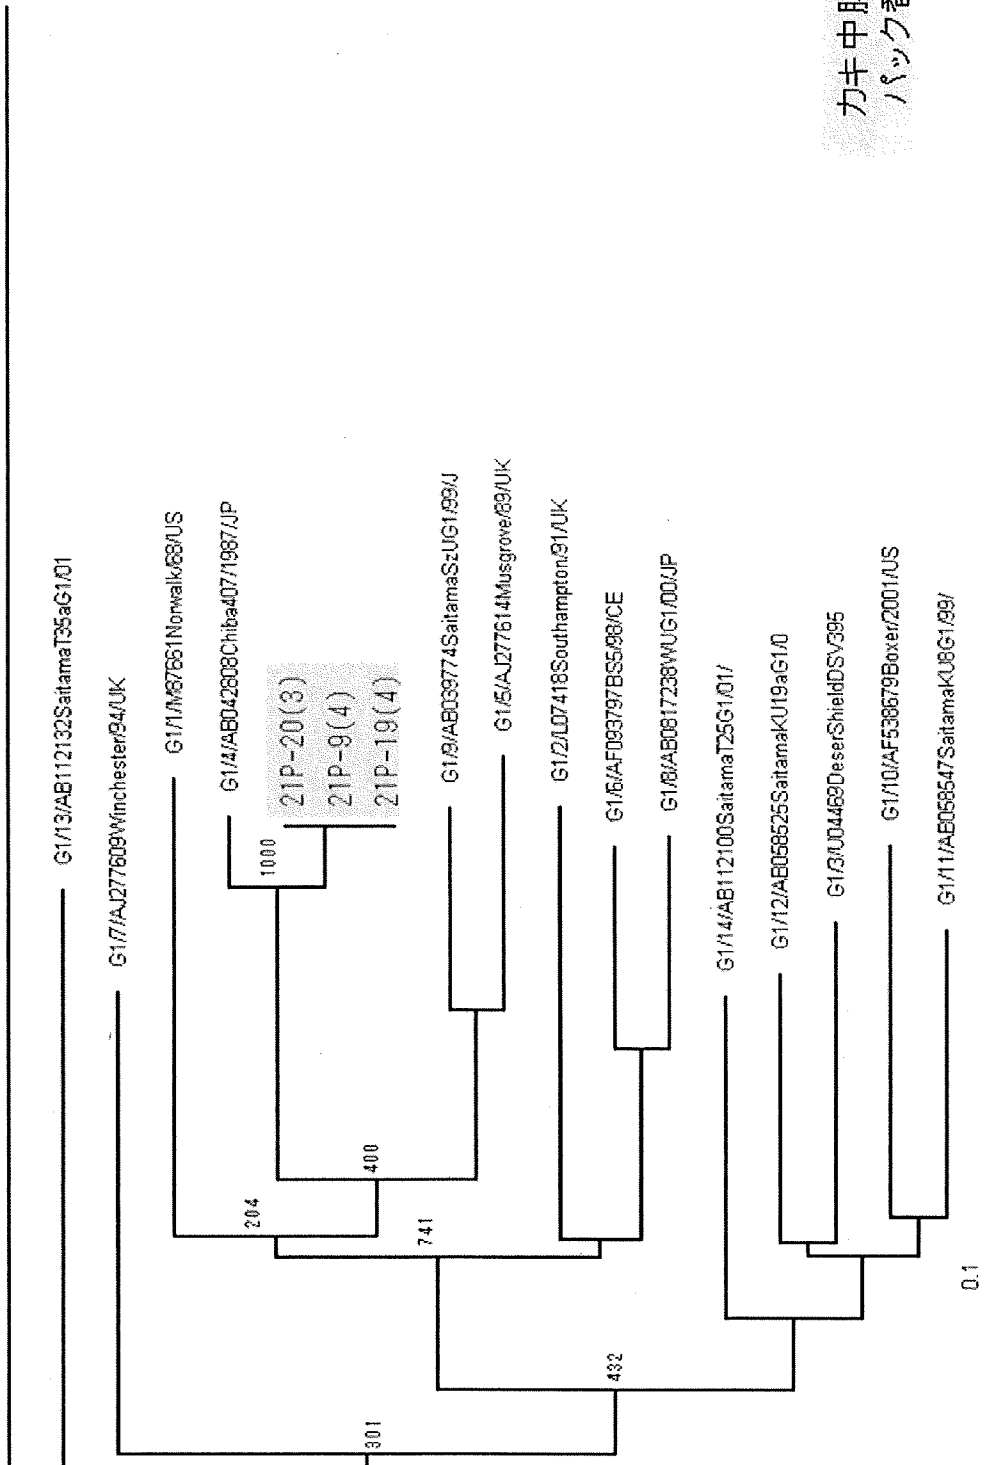 G1/13/AB112132SaitamaT35aG1/01
G1/7/AJ277609Winchester/94/UK
G1/1/M87661Norwalk/68/US
G1/4/AB042808Chiba407/1987/JP
1000
21P-20(3)
21P-9(4)
21P-19(4)
G1/9/AB039774SaitamaSzUG1/99/J
G1/5/AJ277614Musgrove/89/UK
400
204
741
G1/2/L07418Southampton/91/UK
G1/6/AF093797BS5/98/CE
G1/8/AB081723BWUG1/00/JP
G1/14/AB112100SaitamaT25G1/01/
G1/12/AB058525SaitamaKU19aG1/0
G1/3/U04469DeserShieldDSV395
G1/10/AF538679Boxer/2001/US
G1/11/AB058547SaitamaKU8G1/99/
432
301
0.1
カキ中
パック